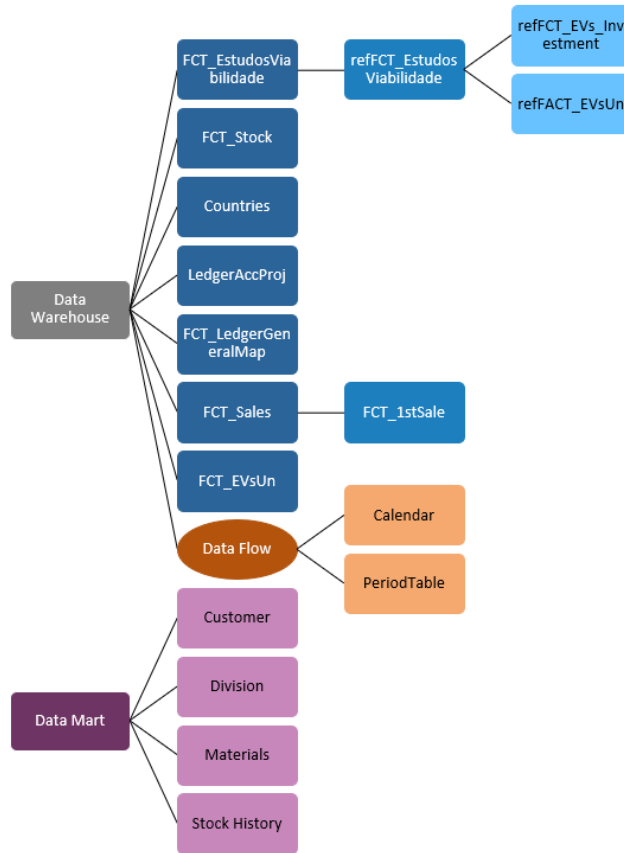 refFCT_EVs_Inv
estment
FCT_EstudosVia
bilidade
refFCT_Estudos
Viabilidade
refFACT_EVsUn
FCT_Stock
Countries
LedgerAccProj
Data
Warehouse
FCT_LedgerGen
eralMap
FCT_Sales
FCT_1stSale
FCT_EVsUn
Data Flow
Calendar
PeriodTable
Customer
Division
Data Mart
Materials
Stock History